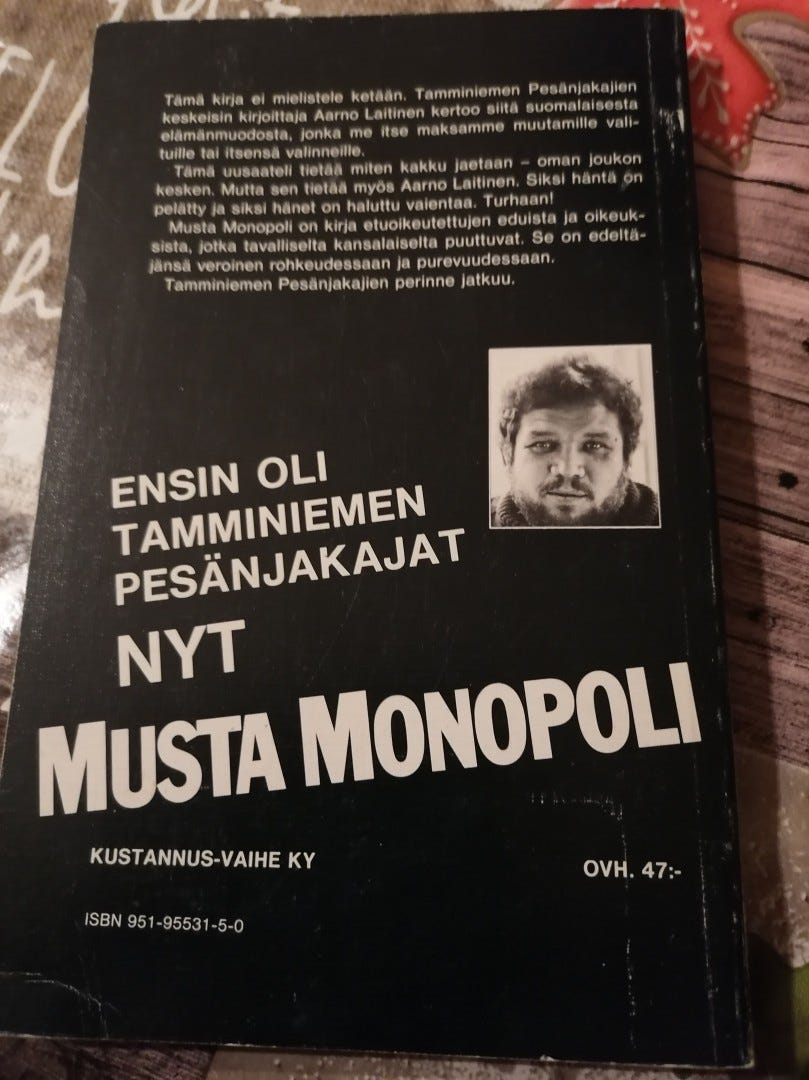 Tämä kirja ei mielistele ketään. Tamminiemen Pesänjakajien
keskeisin kirjoittaja Aarno Laitinen kertoo siitä suomalaisesta
elämänmuodosta, jonka me itse maksamme muutamille vali-
tuille tai itsensä valinneille.
Tämä uusaateli tietää miten kakku jaetaan – oman joukon
kesken. Mutta sen tietää myös Aarno Laitinen. Siksi häntä on
pelätty ja siksi hänet on haluttu vaientaa. Turhaan!
Musta Monopoli on kirja etuoikeutettujen eduista ja oikeuk-
sista, jotka tavalliselta kansalaiselta puuttuvat. Se on edeltä-
jänsä veroinen rohkeudessaan ja purevuudessaan.
Tamminiemen Pesänjakajien perinne jatkuu.
ENSIN OLI
TAMMINIEMEN
PESÄNJAKAJAT
NYT
MUSTA MONOPOLI
KUSTANNUS-VAIHE KY
OVH. 47:-
ISBN 951-95531-5-0